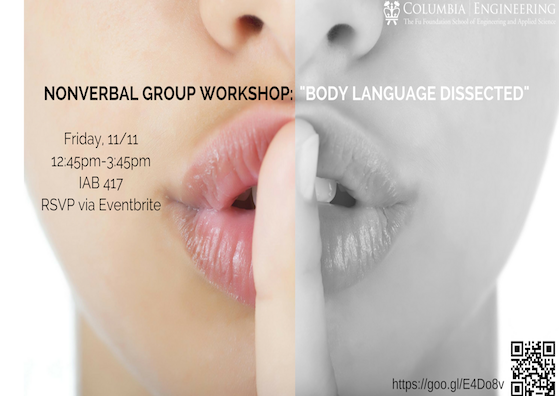 COLUMBIA | ENGINEERING
The Fu Foundation School of Engineering and Applied Science
NONVERBAL GROUP WORKSHOP: "BODY LANGUAGE DISSECTED"
Friday, 11/11
12:45pm-3:45pm
IAB 417
RSVP via Eventbrite
https://goo.gl/E4Do8v